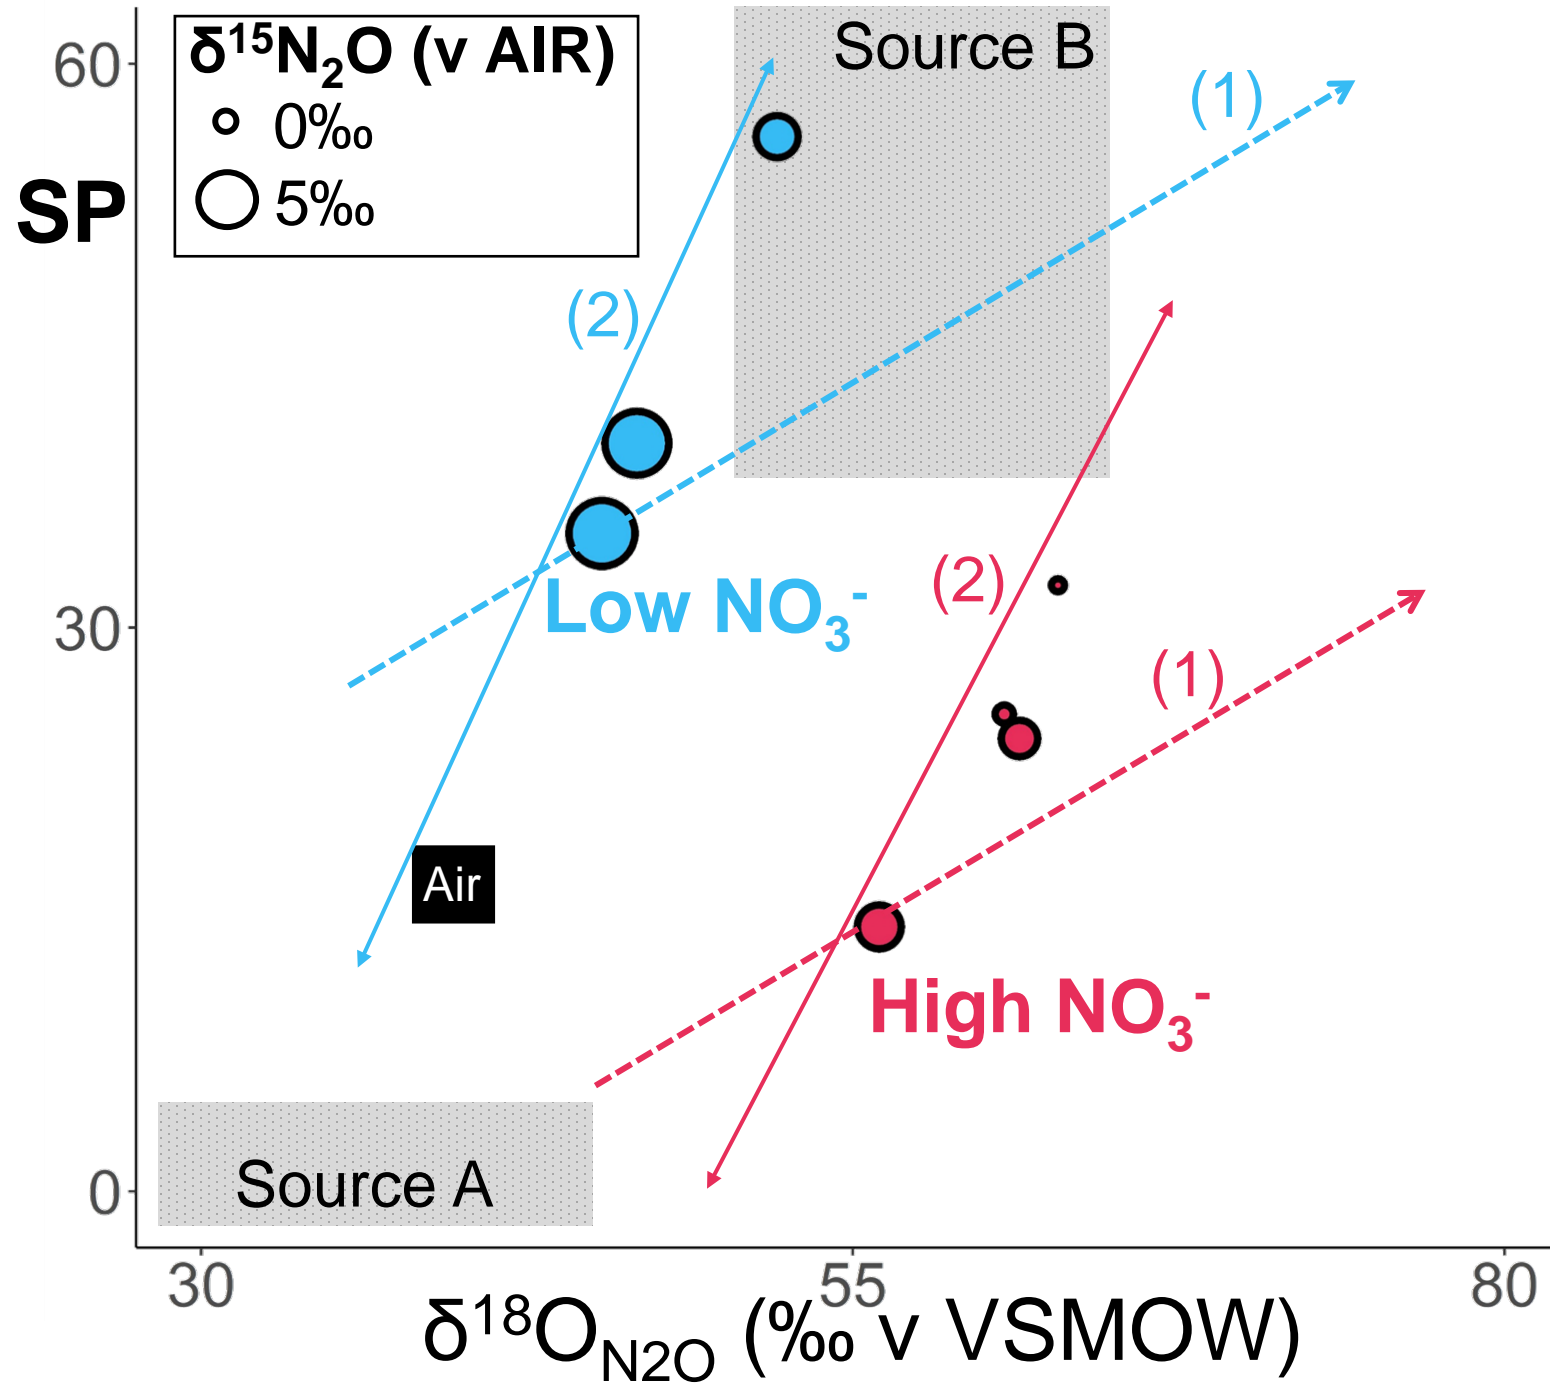 δ¹⁵N₂O (v AIR)
0‰
5‰
Source B
(1)
60
SP
(2)
(2)
Low NO₃⁻
30
(1)
Air
High NO₃⁻
Source A
0
30
55
80
δ¹⁸O_N2O (‰ v VSMOW)